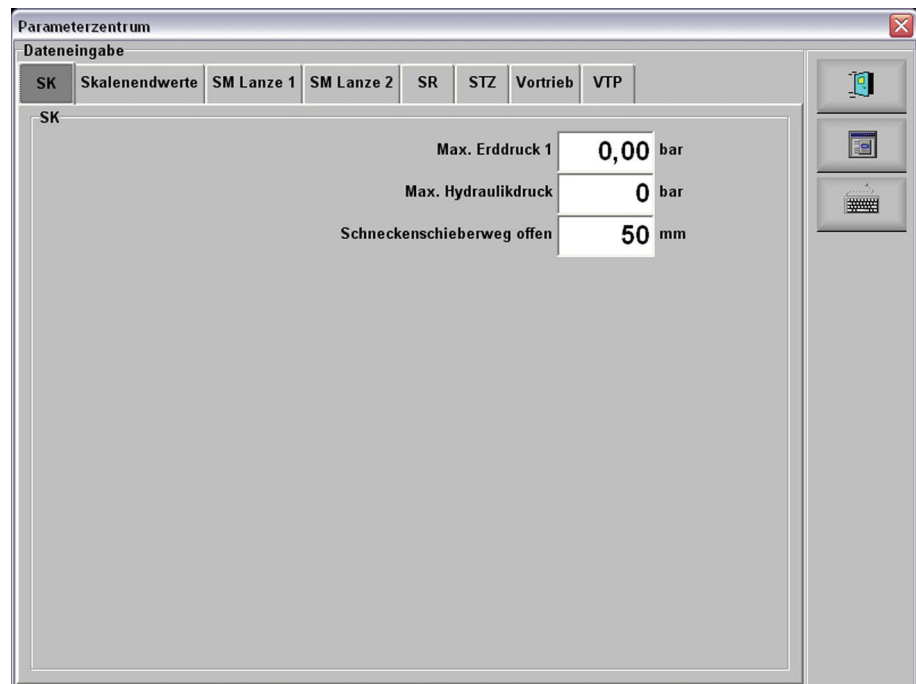 Parameterzentrum
Dateneingabe
SK Skalenendwerte SM Lanze 1 SM Lanze 2 SR STZ Vortrieb VTP
SK
Max. Erddruck 1 0,00 bar
Max. Hydraulikdruck 0 bar
Schneckenschieberweg offen 50 mm